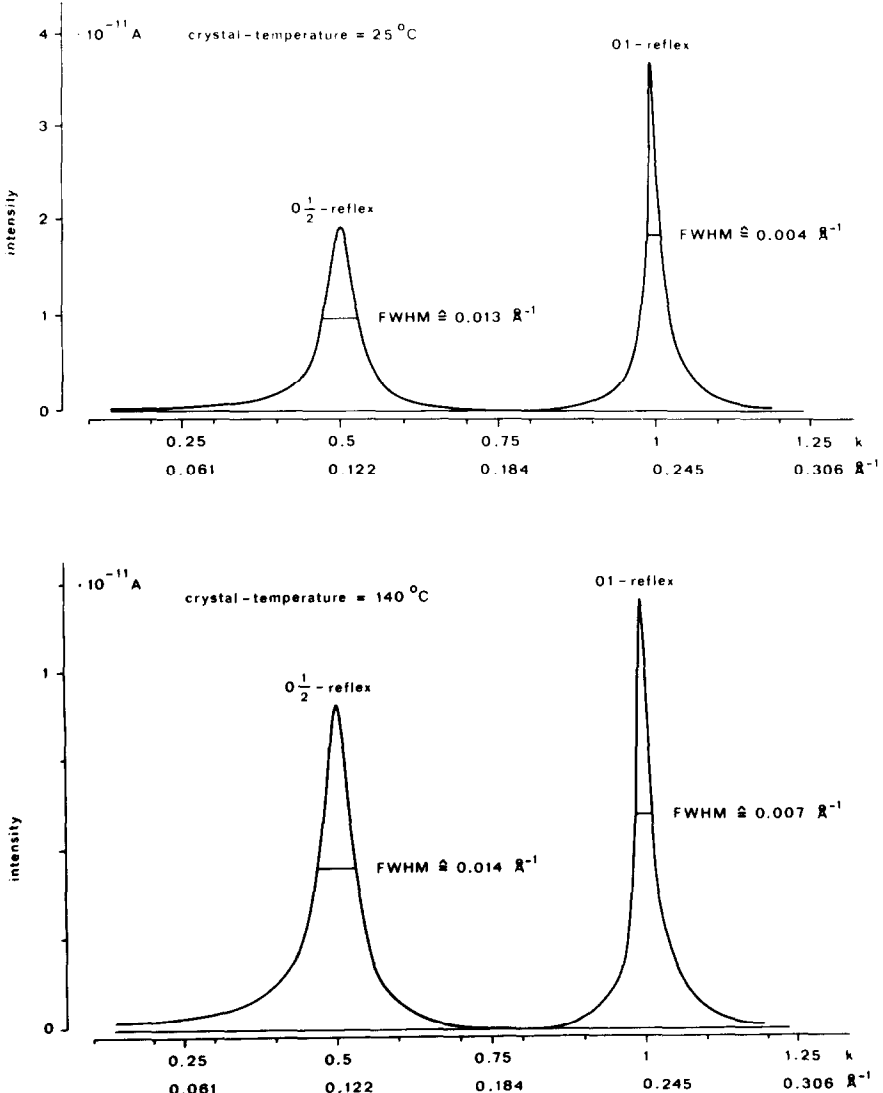 4
· 10⁻¹¹ A
crystal-temperature = 25 °C
01-reflex
3
intensity
0 1/2 -reflex
2
FWHM ≙ 0.004 Å⁻¹
FWHM ≙ 0.013 Å⁻¹
1
0
0.25 0.5 0.75 1 1.25 k
0.061 0.122 0.184 0.245 0.306 Å⁻¹
· 10⁻¹¹ A
crystal-temperature = 140 °C
01-reflex
1
0 1/2 -reflex
intensity
FWHM ≙ 0.007 Å⁻¹
FWHM ≙ 0.014 Å⁻¹
0
0.25 0.5 0.75 1 1.25 k
0.061 0.122 0.184 0.245 0.306 Å⁻¹